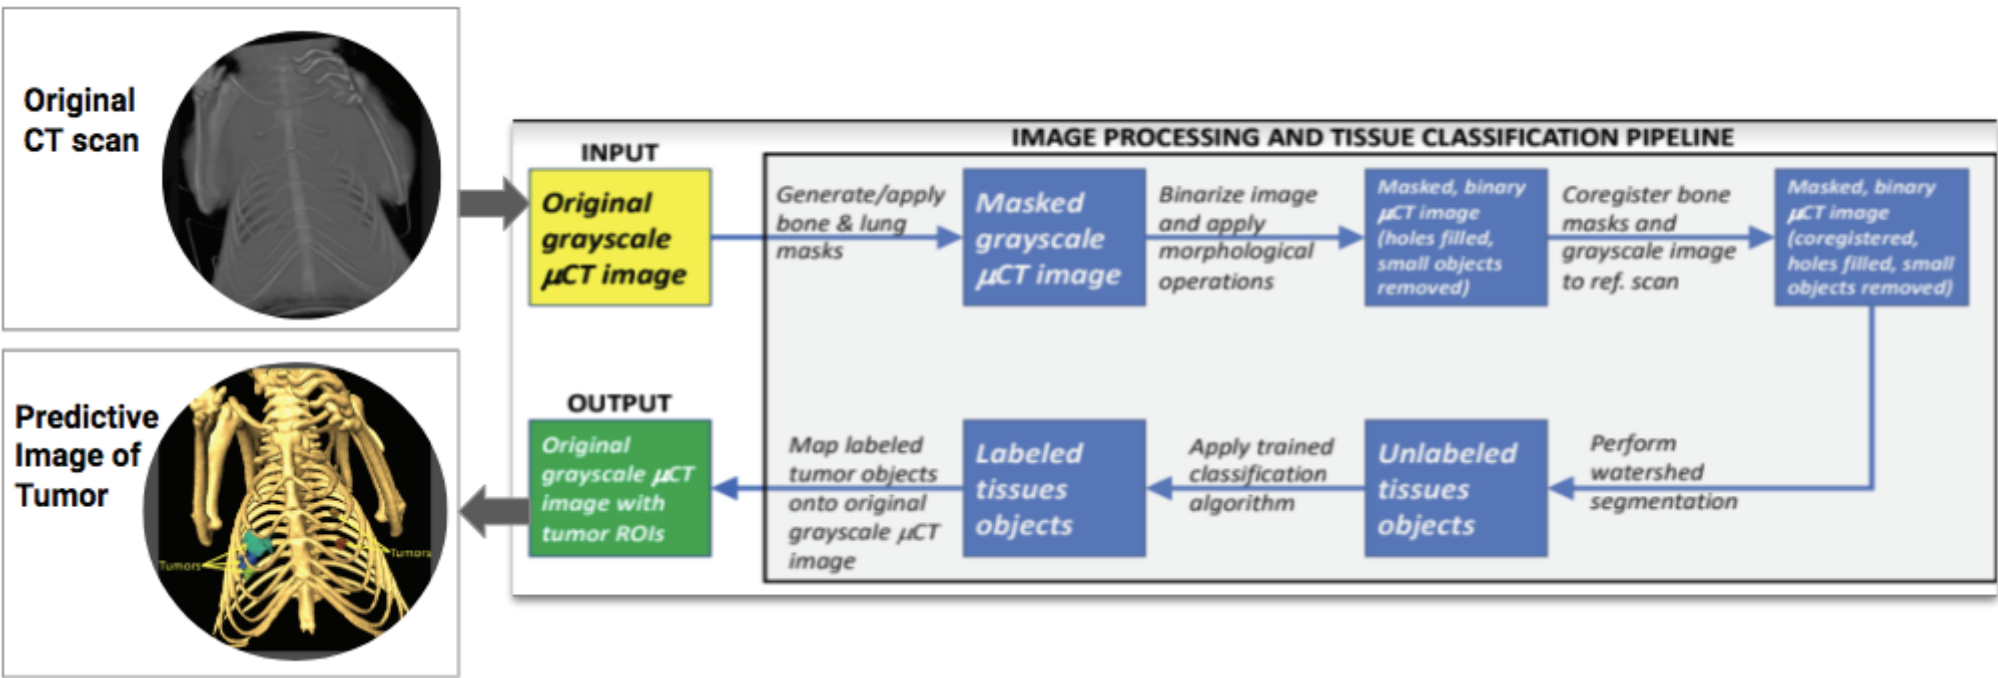 Original
CT scan
IMAGE PROCESSING AND TISSUE CLASSIFICATION PIPELINE
INPUT
Original
grayscale
μCT image
Generate/apply
bone & lung
masks
Masked
grayscale
μCT image
Binarize image
and apply
morphological
operations
Masked, binary
μCT image
(holes filled,
small objects
removed)
Coregister bone
masks and
grayscale image
to ref. scan
Masked, binary
μCT image
(coregistered,
holes filled, small
objects removed)
Perform
watershed
segmentation
Unlabeled
tissues
objects
Apply trained
classification
algorithm
Labeled
tissues
objects
Map labeled
tumor objects
onto original
grayscale μCT
image
OUTPUT
Original
grayscale μCT
image with
tumor ROIs
Predictive
Image of
Tumor
Tumors
Tumors